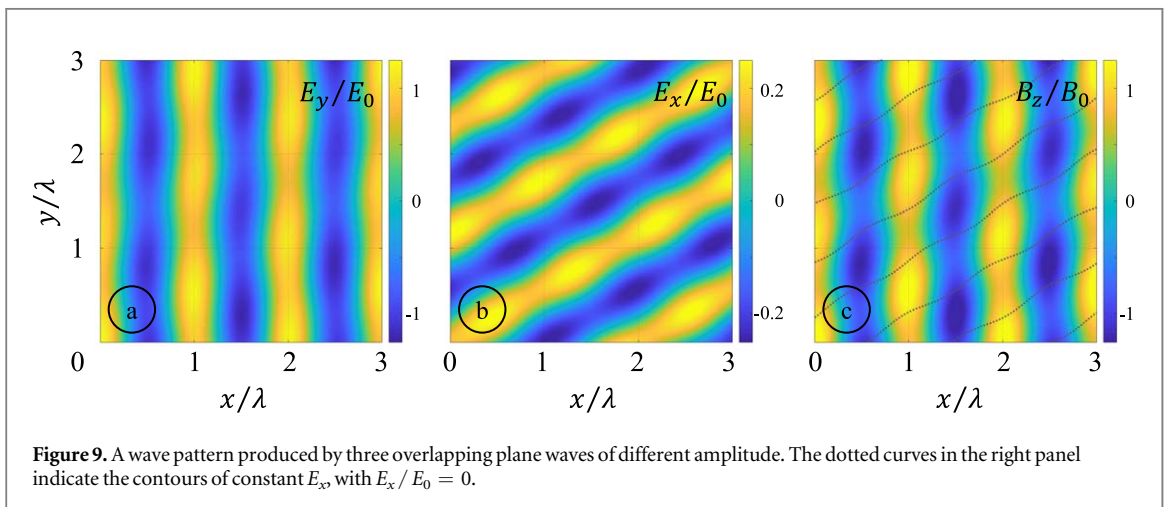 3
2
1
0
y/λ
1
2
3
x/λ
E_y/E_0
a
1
0
-1
0
1
2
3
x/λ
E_x/E_0
b
0.2
0
-0.2
0
1
2
3
x/λ
B_z/B_0
c
1
0
-1
Figure 9. A wave pattern produced by three overlapping plane waves of different amplitude. The dotted curves in the right panel
indicate the contours of constant E_x, with E_x / E_0 = 0.